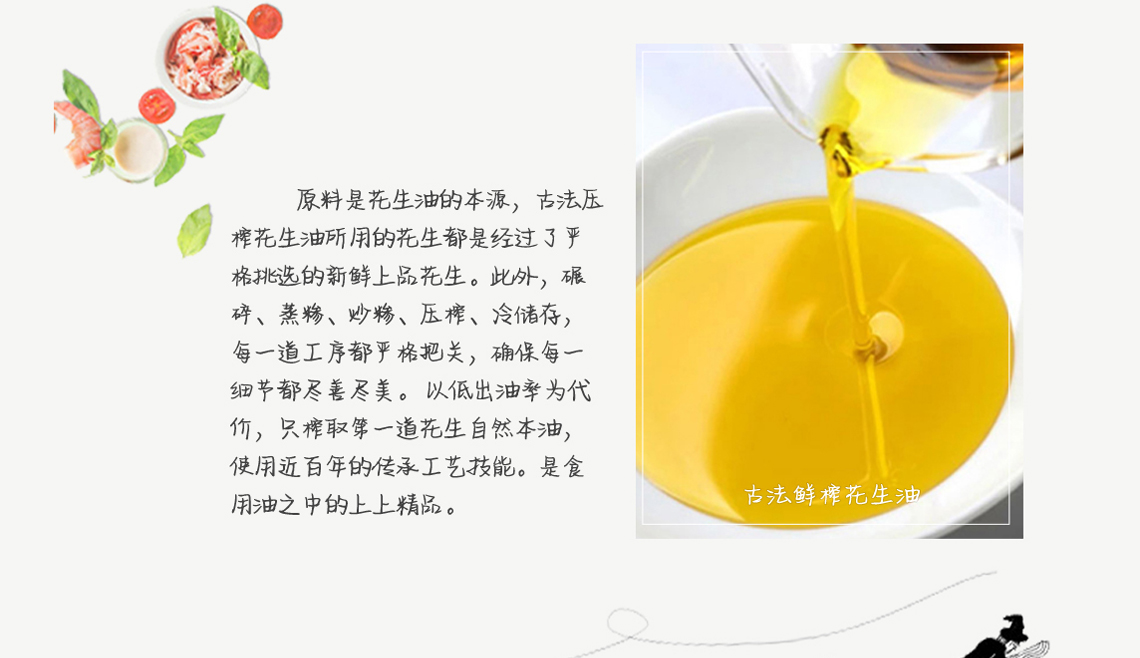 原料是花生油的本源，古法压
榨花生油所用的花生都是经过了严
格挑选的新鲜上品花生。此外，碾
碎、蒸糁、炒糁、压榨、冷储存，
每一道工序都严格把关，确保每一
细节都尽善尽美。以低出油率为代
价，只榨取第一道花生自然本油，
使用近百年的传承工艺技能。是食
用油之中的上上精品。
古法鲜榨花生油